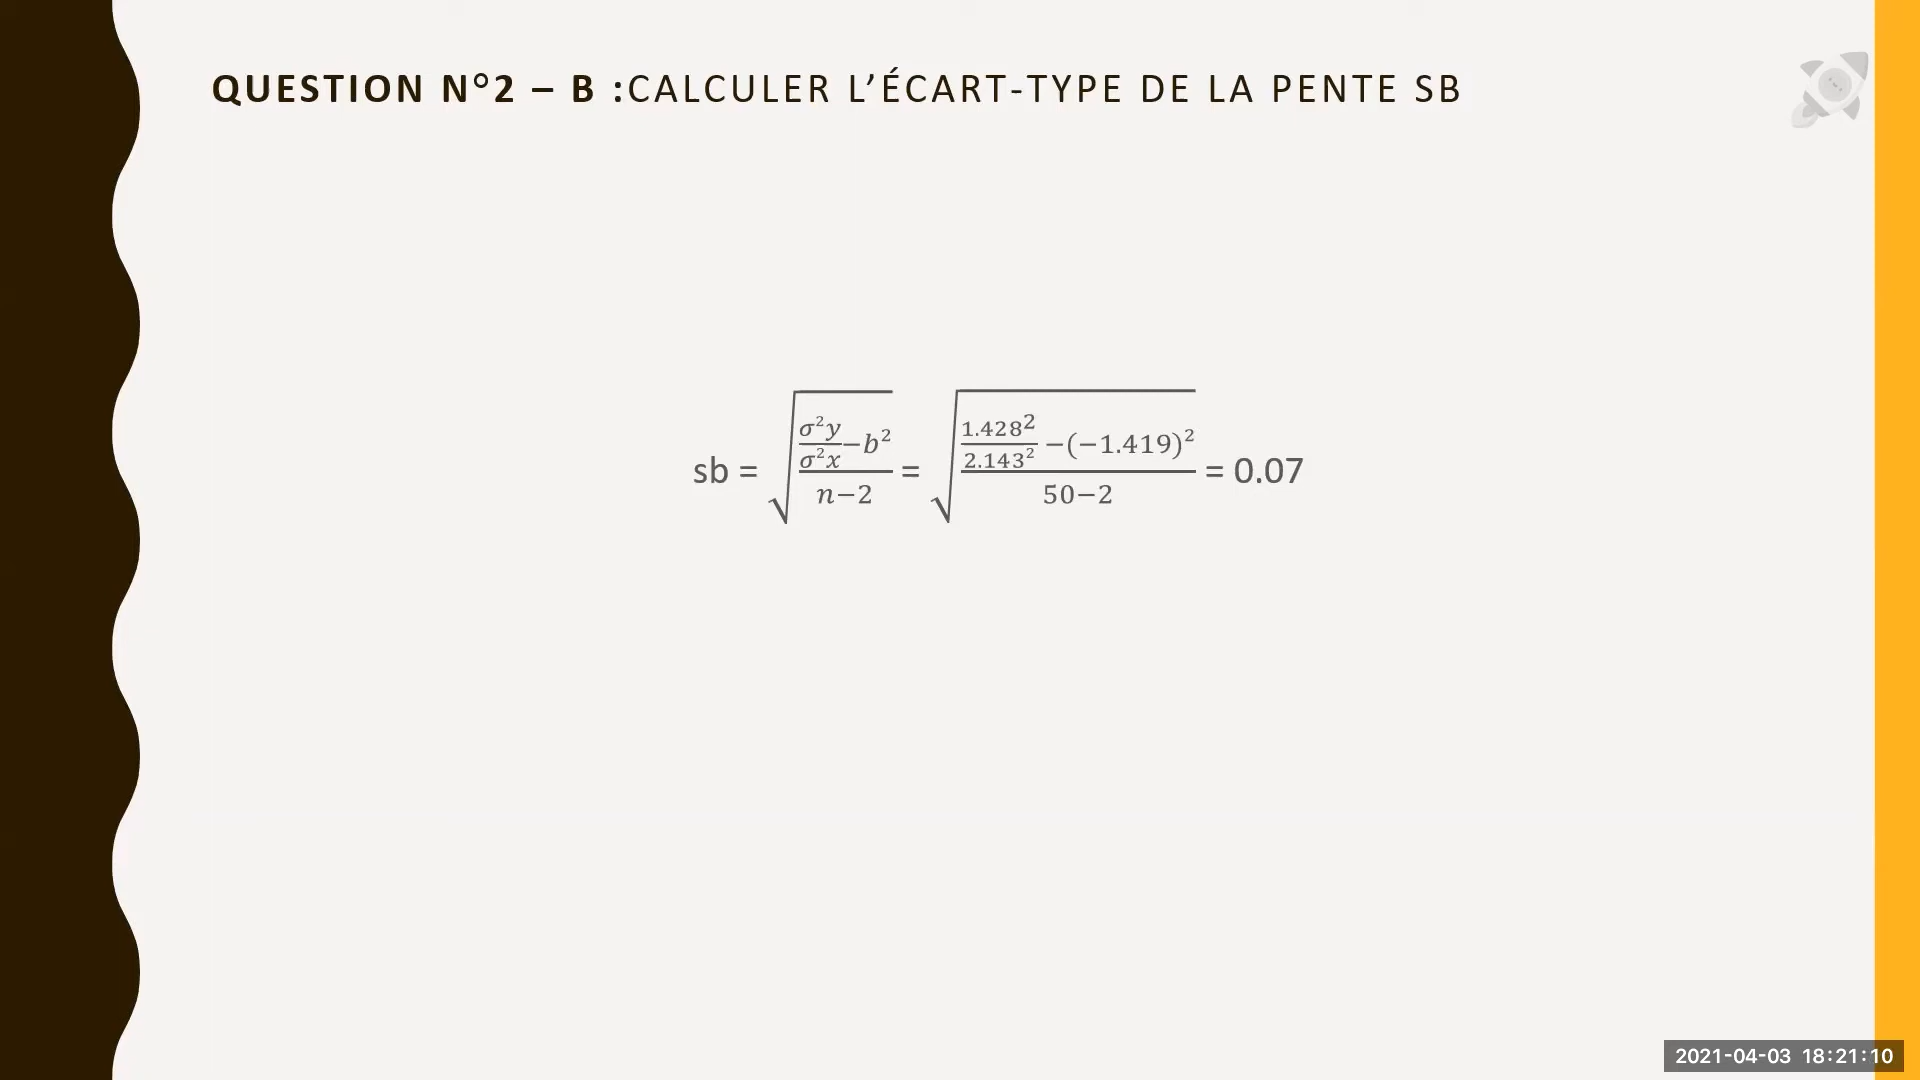 QUESTION N°2 – B :CALCULER L’ÉCART-TYPE DE LA PENTE SB
sb = √(((σ²y/σ²x)−b²)/(n−2)) = √(((1.428²/2.143²) −(−1.419)²)/(50−2)) = 0.07
2021-04-03 18:21:10